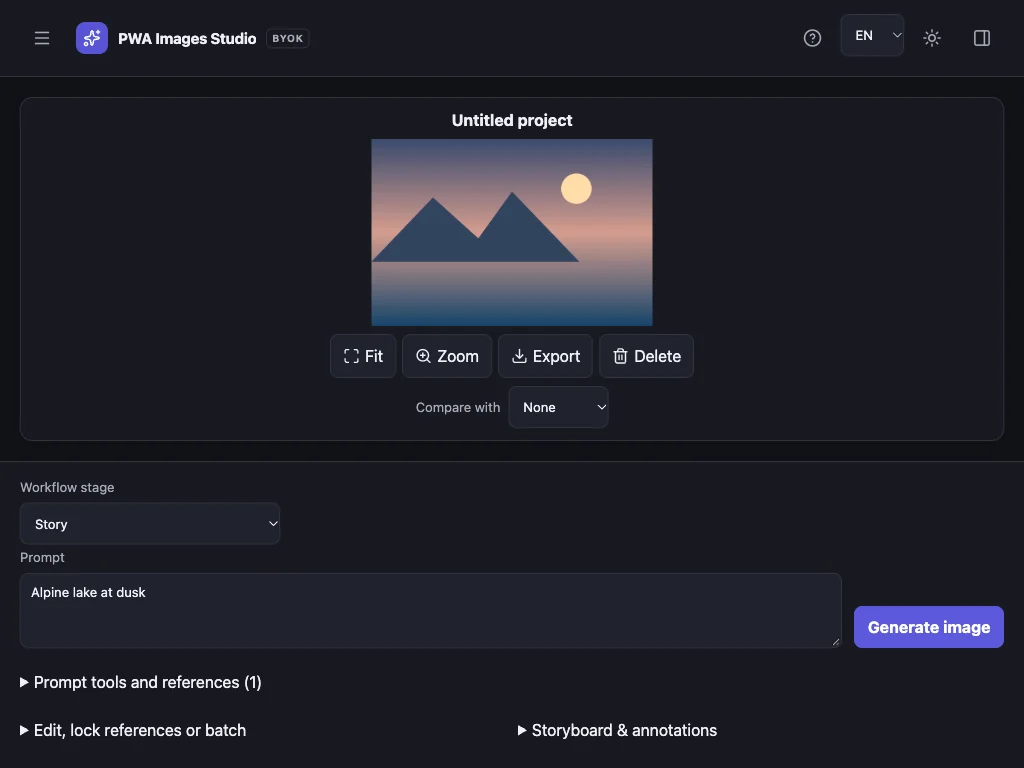 PWA Images Studio BYOK
EN
Untitled project
Fit
Zoom
Export
Delete
Compare with
None
Workflow stage
Story
Prompt
Alpine lake at dusk
Generate image
Prompt tools and references (1)
Edit, lock references or batch
Storyboard & annotations